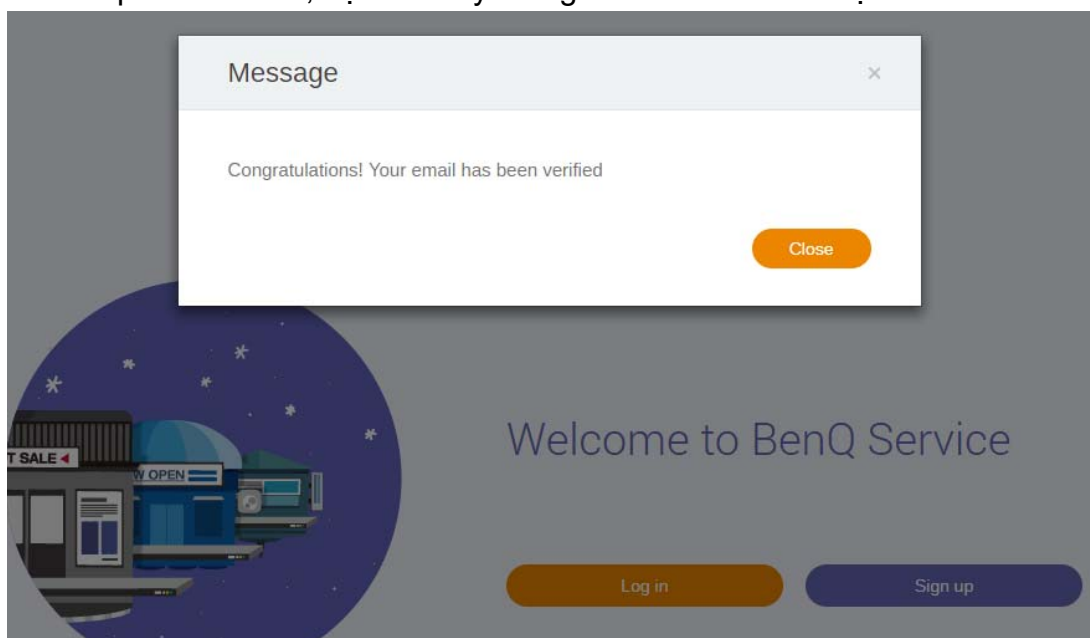 Message
×
Congratulations! Your email has been verified
Close
T SALE
W OPEN
Welcome to BenQ Service
Log in
Sign up